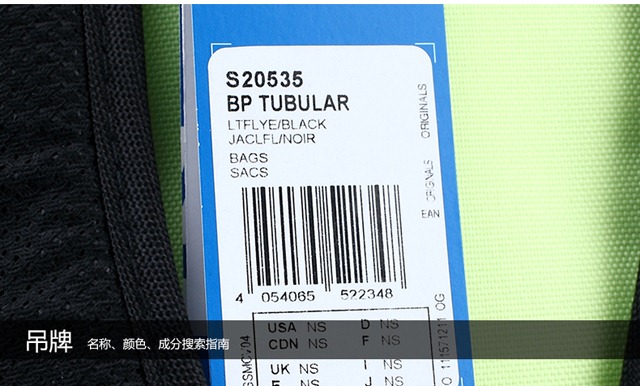 S20535
BP TUBULAR
LTFLYE/BLACK
JACLFL/NOIR
BAGS
SACS
ORIGINALS
ORIGINALS
EAN
4 054065 522348
USA NS D NS
CDN NS F NS
UK NS I NS
J NS
OG
吊牌 名称、颜色、成分搜索指南